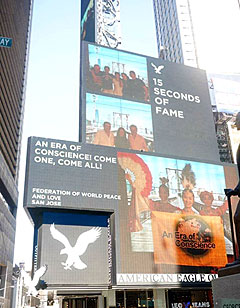 15
SECONDS
OF
FAME
AN ERA OF
CONSCIENCE! COME
ONE, COME ALL!
FEDERATION OF WORLD PEACE
AND LOVE
SAN JOSE
An Era of
Conscience
AMERICAN EAGLE OU